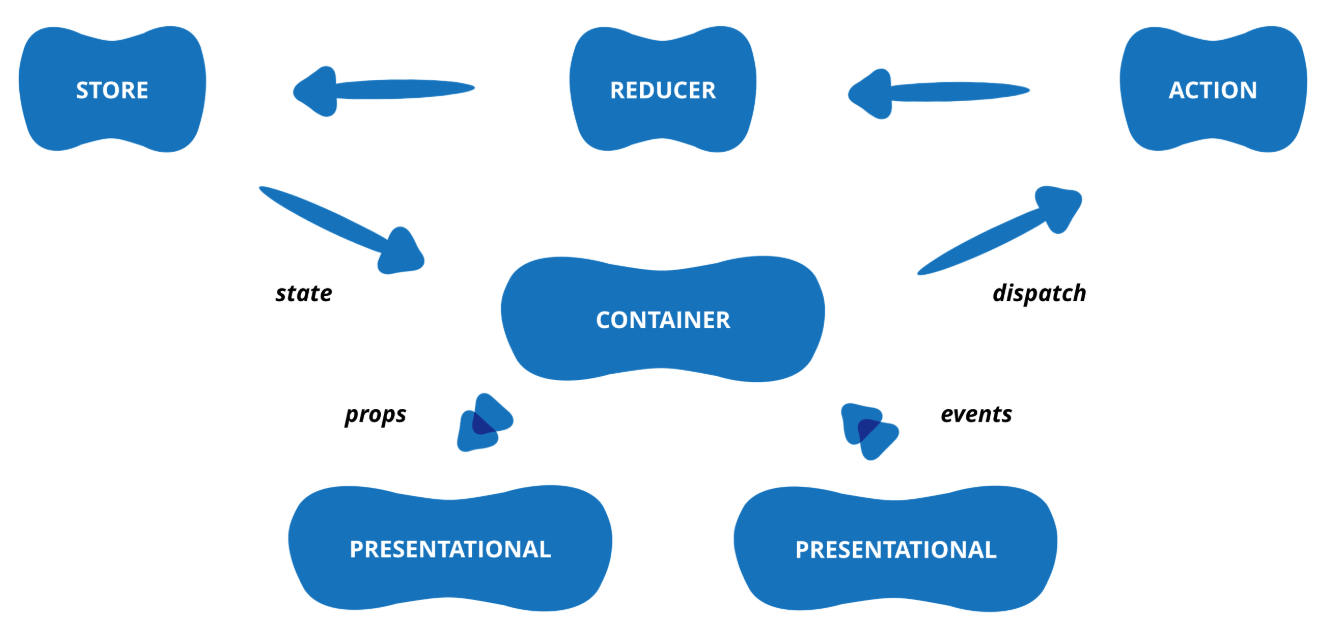 STORE
REDUCER
ACTION
state
dispatch
CONTAINER
props
events
PRESENTATIONAL
PRESENTATIONAL